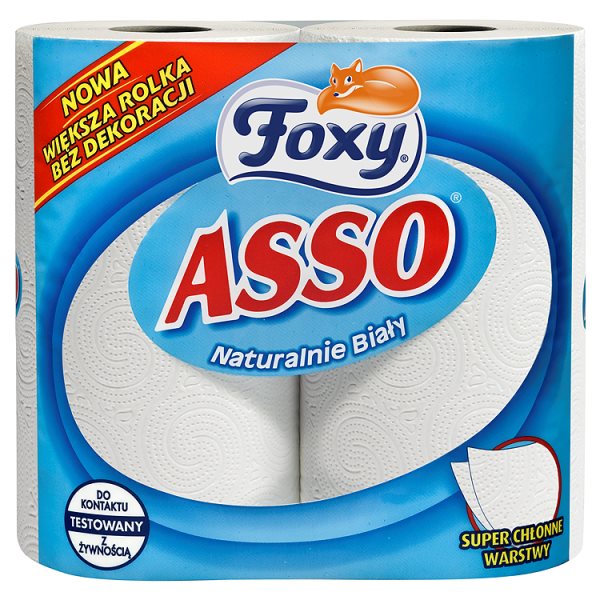 NOWA
WIĘKSZA ROLKA
BEZ DEKORACJI
Foxy®
ASSO®
Naturalnie Biały
DO
KONTAKTU
TESTOWANY
Z
ŻYWNOŚCIĄ
SUPER CHŁONNE
WARSTWY